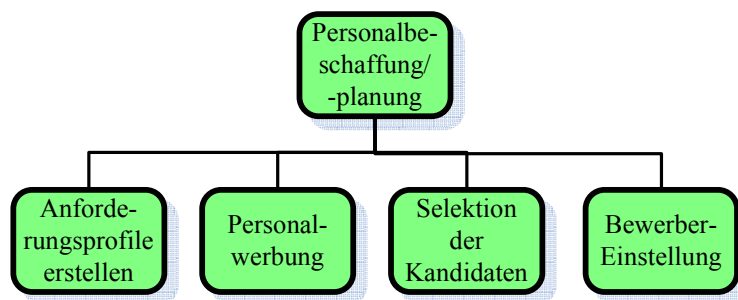 Personalbe-
schaffung/
-planung
Anforde-
rungsprofile
erstellen
Personal-
werbung
Selektion
der
Kandidaten
Bewerber-
Einstellung